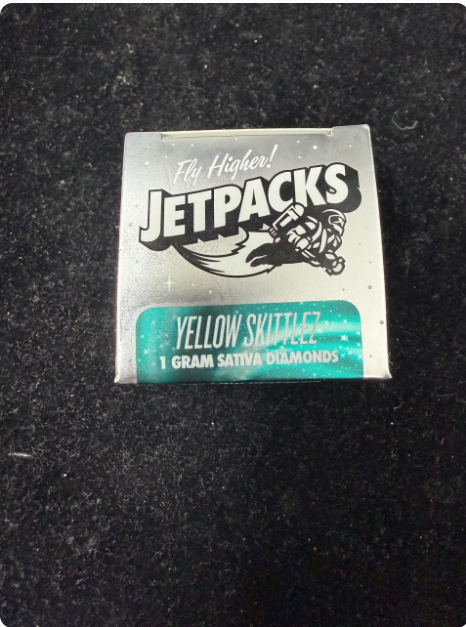 Fly Higher!
JETPACKS
YELLOW SKITTLEZ
1 GRAM SATIVA DIAMONDS